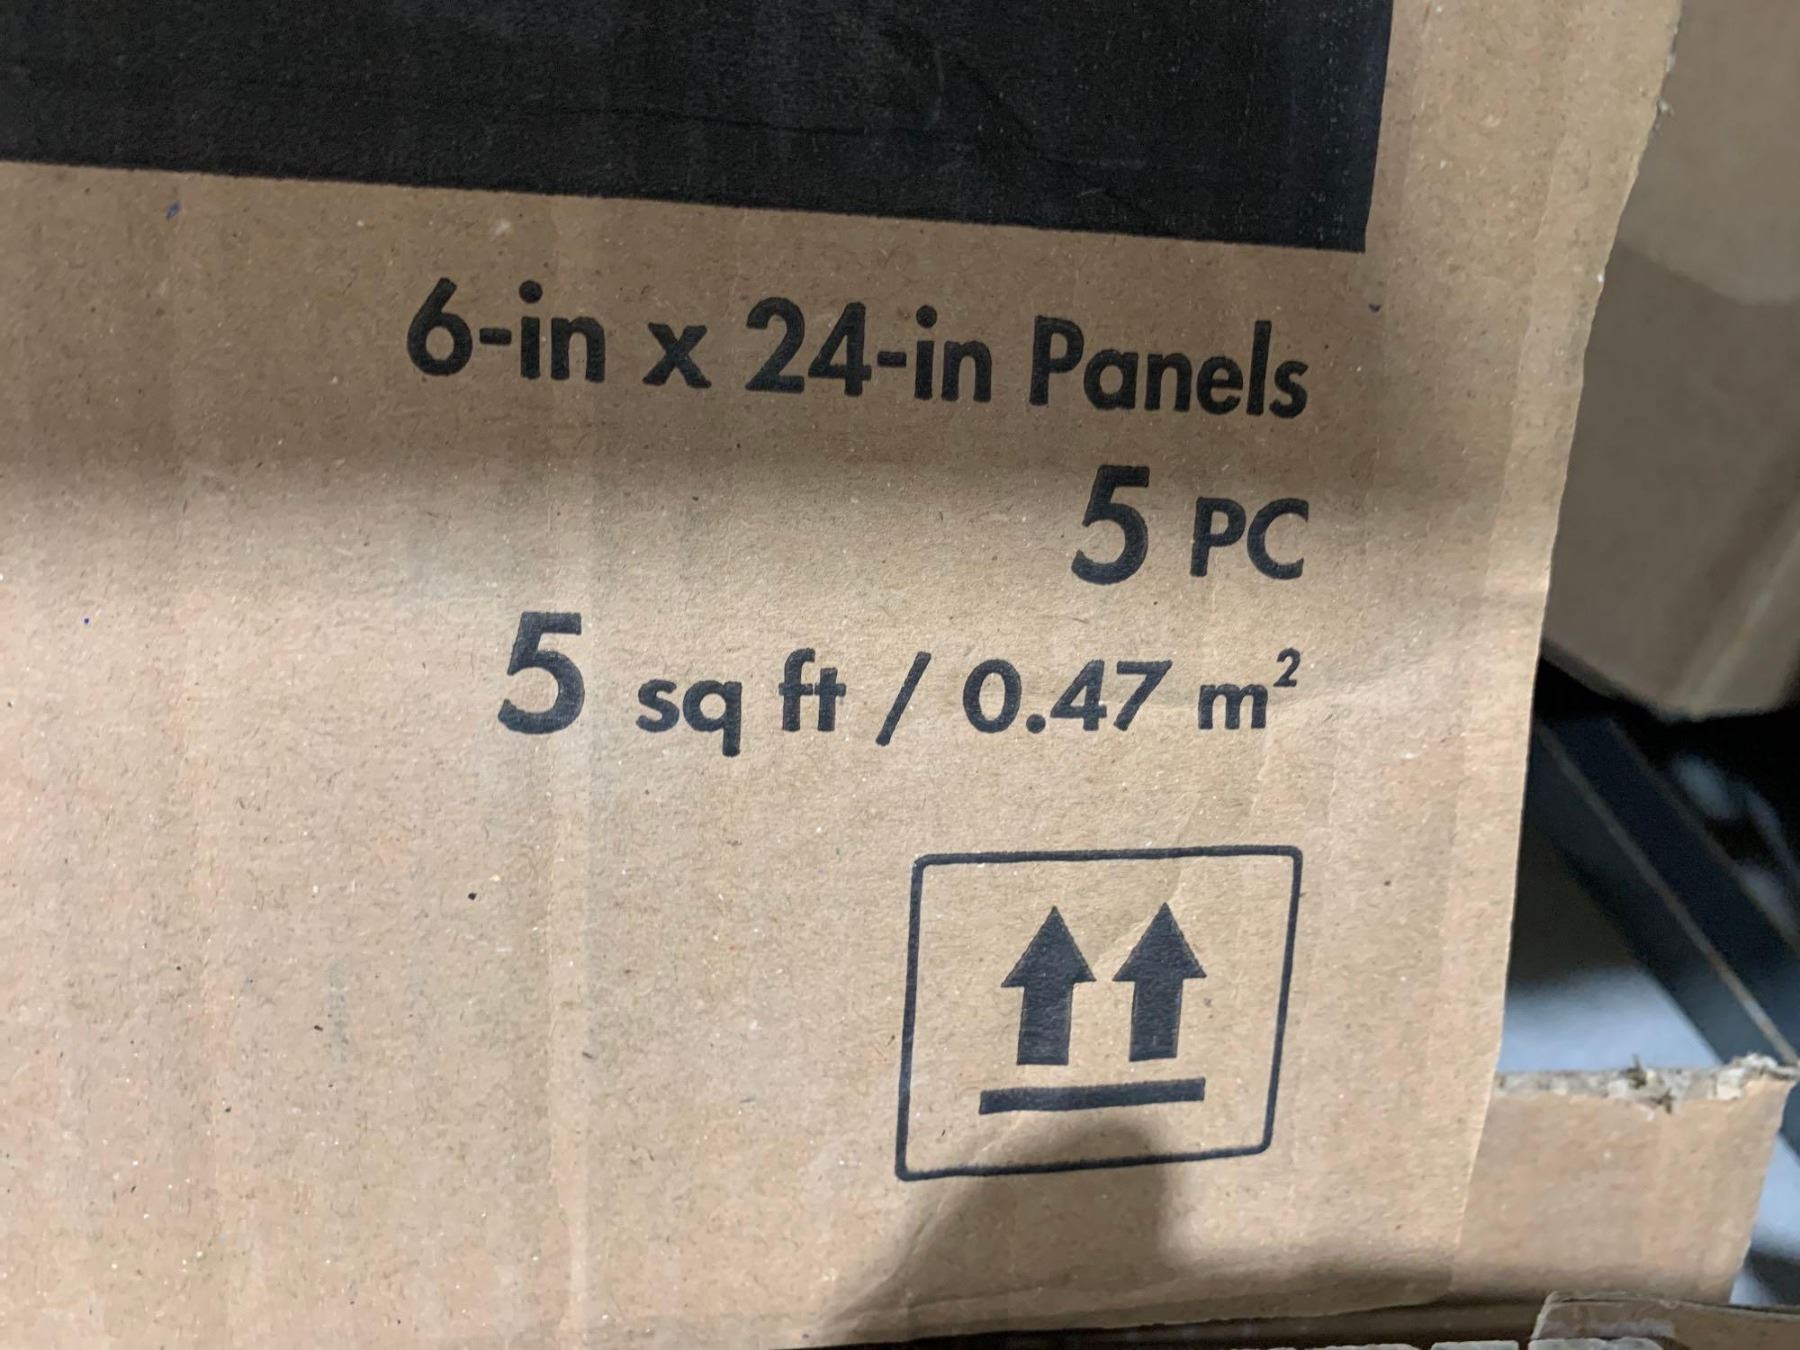 6-in x 24-in Panels
5 PC
5 sq ft / 0.47 m²